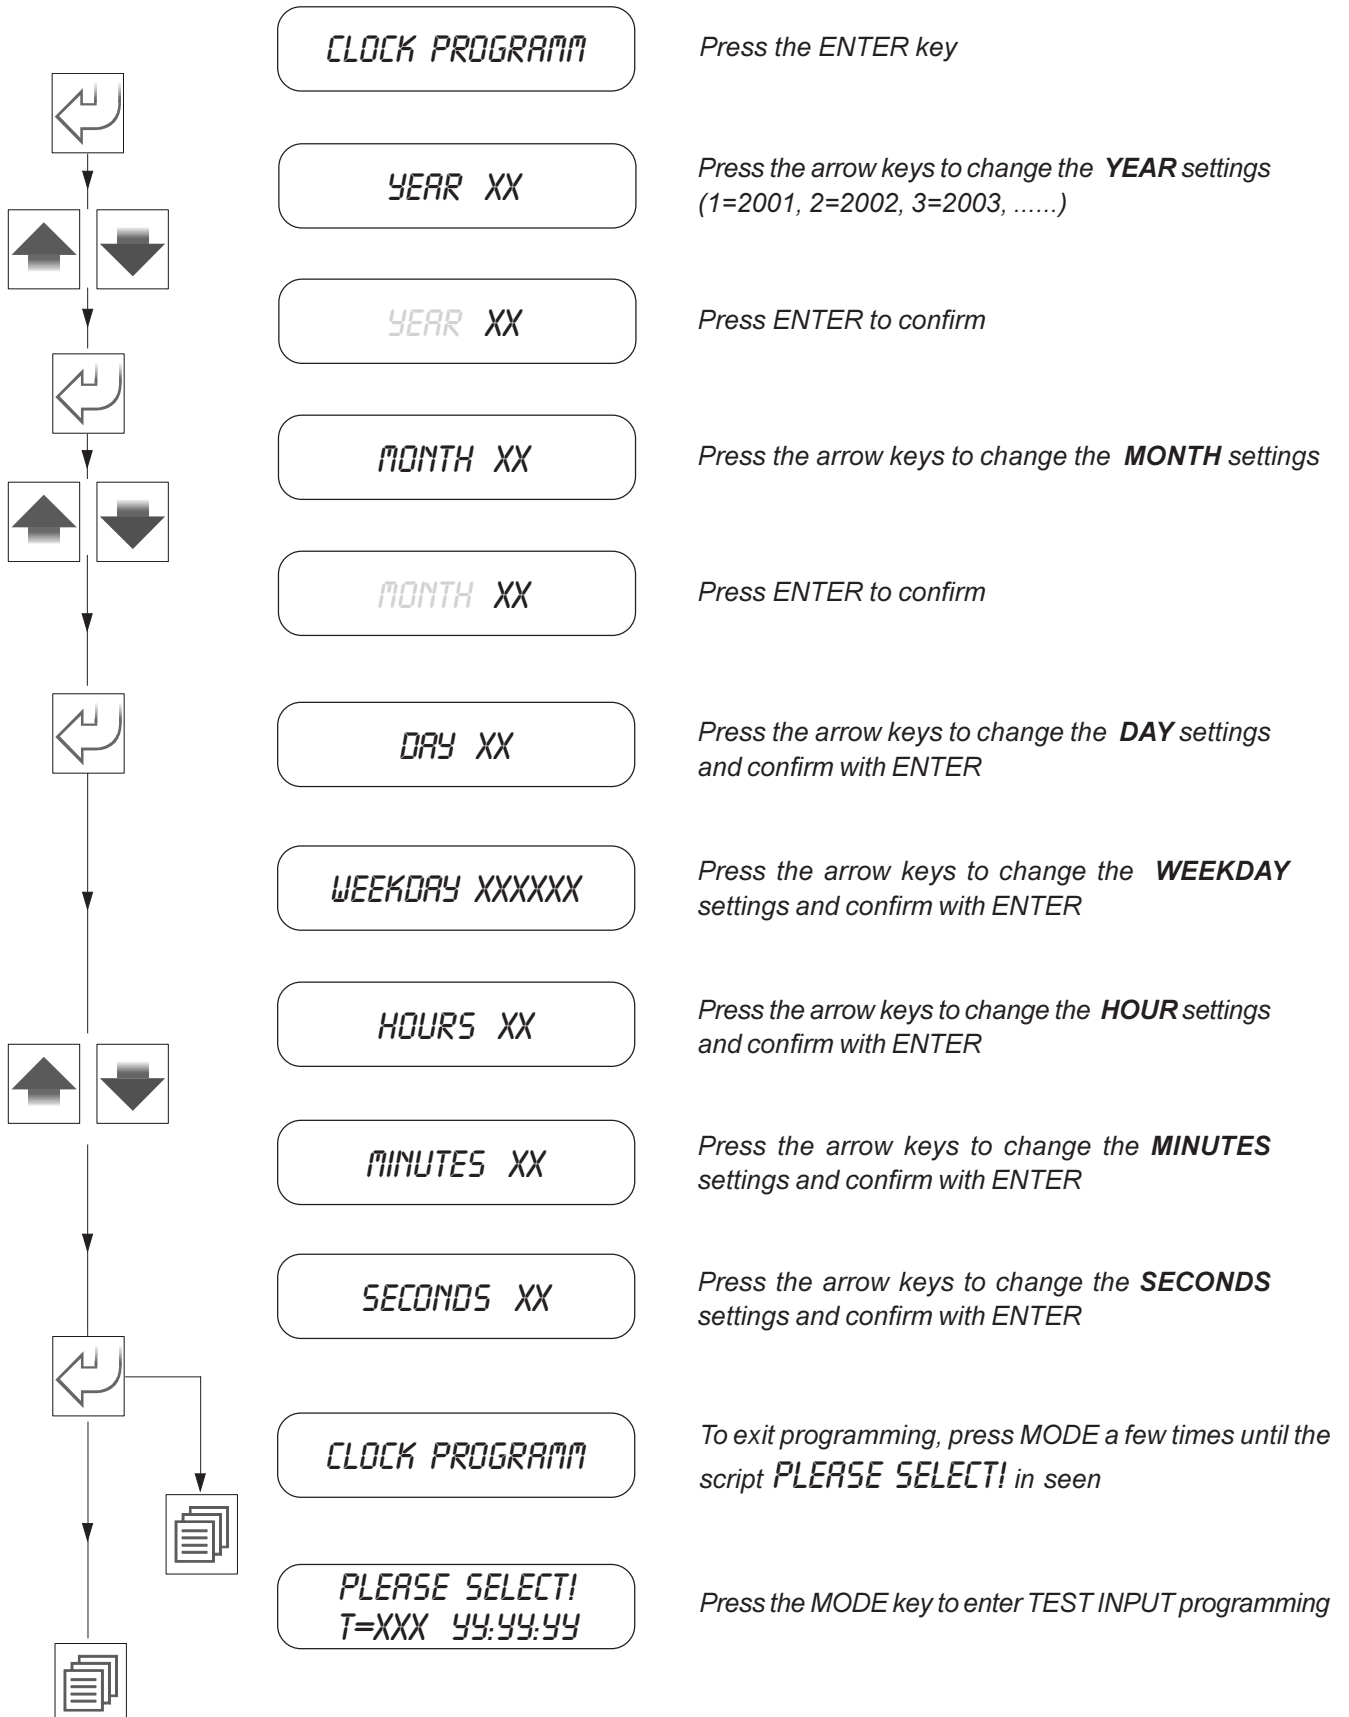 CLOCK PROGRAMM
Press the ENTER key
YEAR XX
Press the arrow keys to change the YEAR settings
(1=2001, 2=2002, 3=2003, ......)
YEAR XX
Press ENTER to confirm
MONTH XX
Press the arrow keys to change the MONTH settings
MONTH XX
Press ENTER to confirm
DAY XX
Press the arrow keys to change the DAY settings
and confirm with ENTER
WEEKDAY XXXXXX
Press the arrow keys to change the WEEKDAY
settings and confirm with ENTER
HOURS XX
Press the arrow keys to change the HOUR settings
and confirm with ENTER
MINUTES XX
Press the arrow keys to change the MINUTES
settings and confirm with ENTER
SECONDS XX
Press the arrow keys to change the SECONDS
settings and confirm with ENTER
CLOCK PROGRAMM
To exit programming, press MODE a few times until the
script PLEASE SELECT! in seen
PLEASE SELECT!
T=XXX YY:YY:YY
Press the MODE key to enter TEST INPUT programming